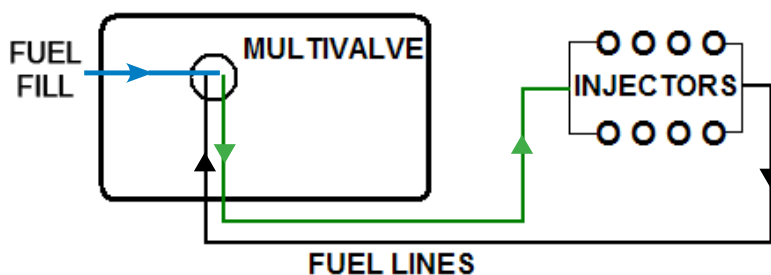 FUEL
FILL
MULTIVALVE
INJECTORS
FUEL LINES